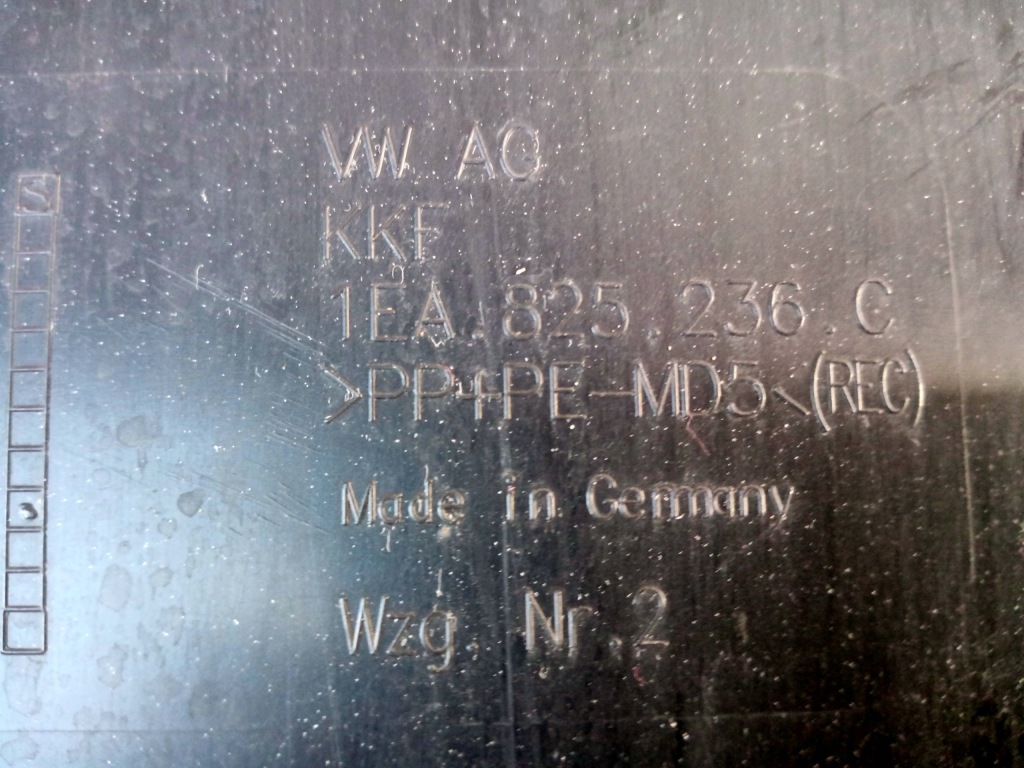 S
VW AG
KKF
1EA.825.236.C
>PP+PE-MD5<(REC)
Made in Germany
Wzg. Nr.2